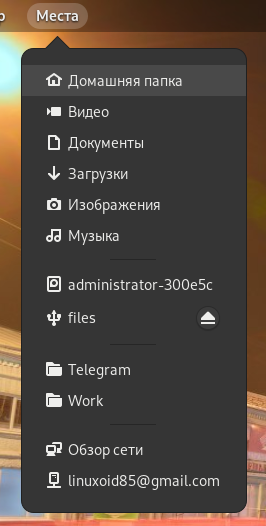 Места
Домашняя папка
Видео
Документы
Загрузки
Изображения
Музыка
administrator-300e5c
files
Telegram
Work
Обзор сети
linuxoid85@gmail.com